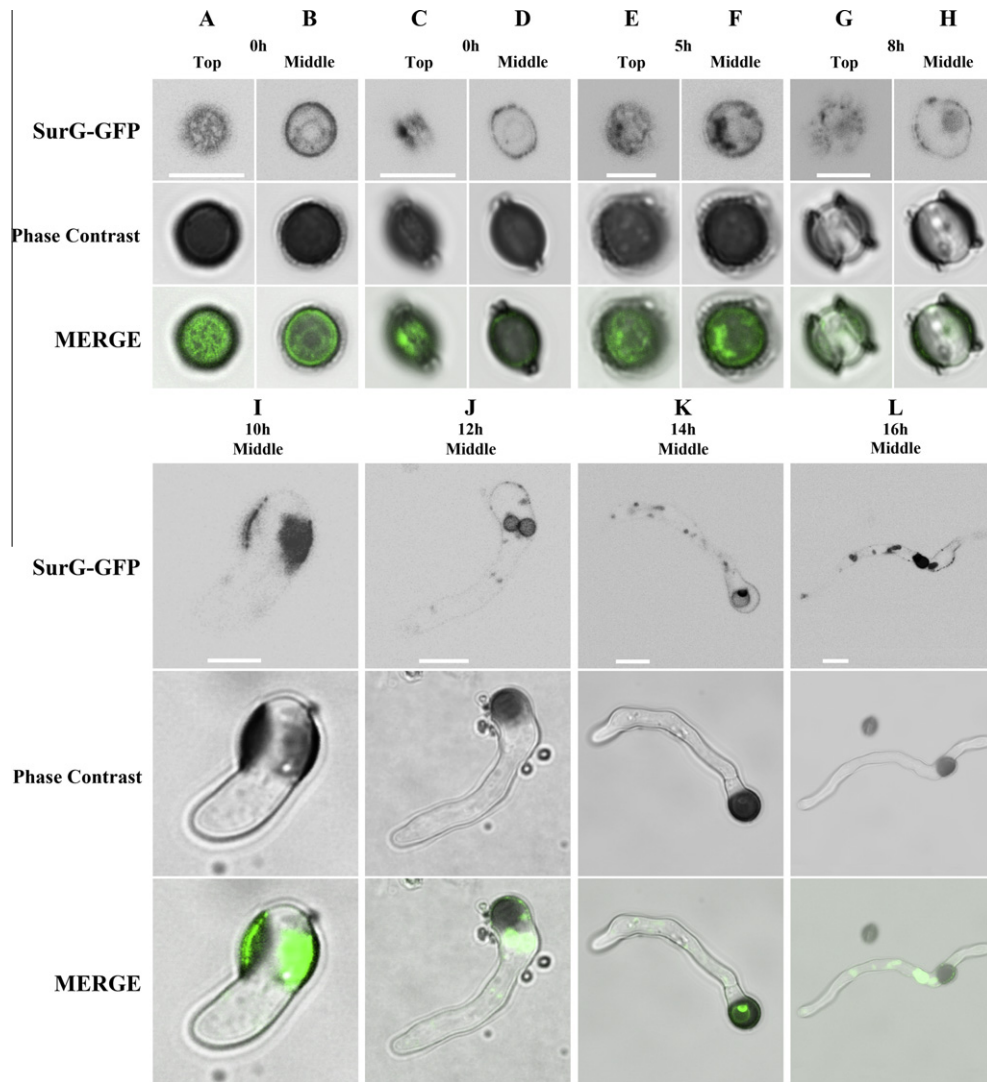 A B C D E F G H
0h 0h 5h 8h
Top Middle Top Middle Top Middle Top Middle
SurG-GFP
Phase Contrast
MERGE
I J K L
10h 12h 14h 16h
Middle Middle Middle Middle
SurG-GFP
Phase Contrast
MERGE